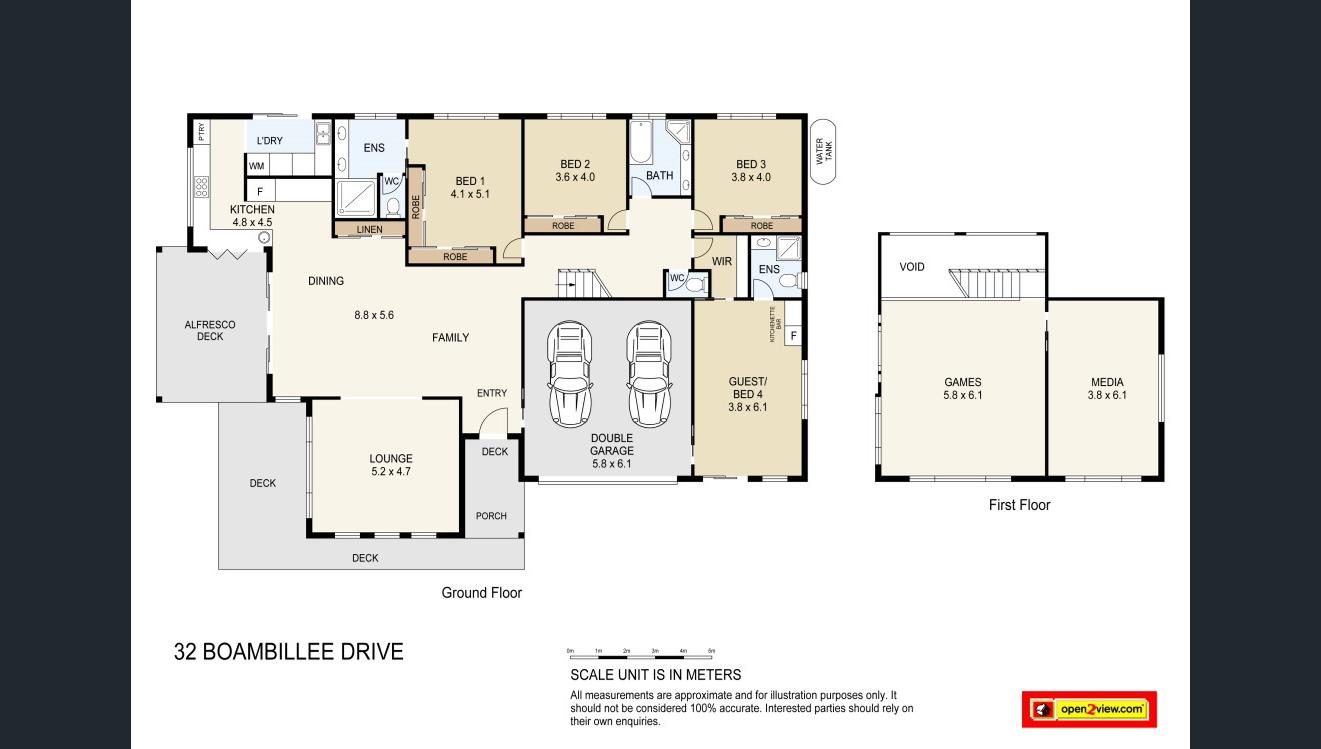 PTRY
L'DRY
WM
F
KITCHEN
4.8 x 4.5
ENS
WC
LINEN
ROBE
BED 1
4.1 x 5.1
ROBE
BED 2
3.6 x 4.0
ROBE
BATH
BED 3
3.8 x 4.0
ROBE
WATER
TANK
WIR
ENS
WC
DINING
8.8 x 5.6
FAMILY
ALFRESCO
DECK
ENTRY
KITCHENETTE
BAR
F
GUEST/
BED 4
3.8 x 6.1
DOUBLE
GARAGE
5.8 x 6.1
LOUNGE
5.2 x 4.7
DECK
DECK
PORCH
DECK
Ground Floor
VOID
GAMES
5.8 x 6.1
MEDIA
3.8 x 6.1
First Floor
32 BOAMBILLEE DRIVE
0m 1m 2m 3m 4m 5m
SCALE UNIT IS IN METERS
All measurements are approximate and for illustration purposes only. It
should not be considered 100% accurate. Interested parties should rely on
their own enquiries.
open2view.com